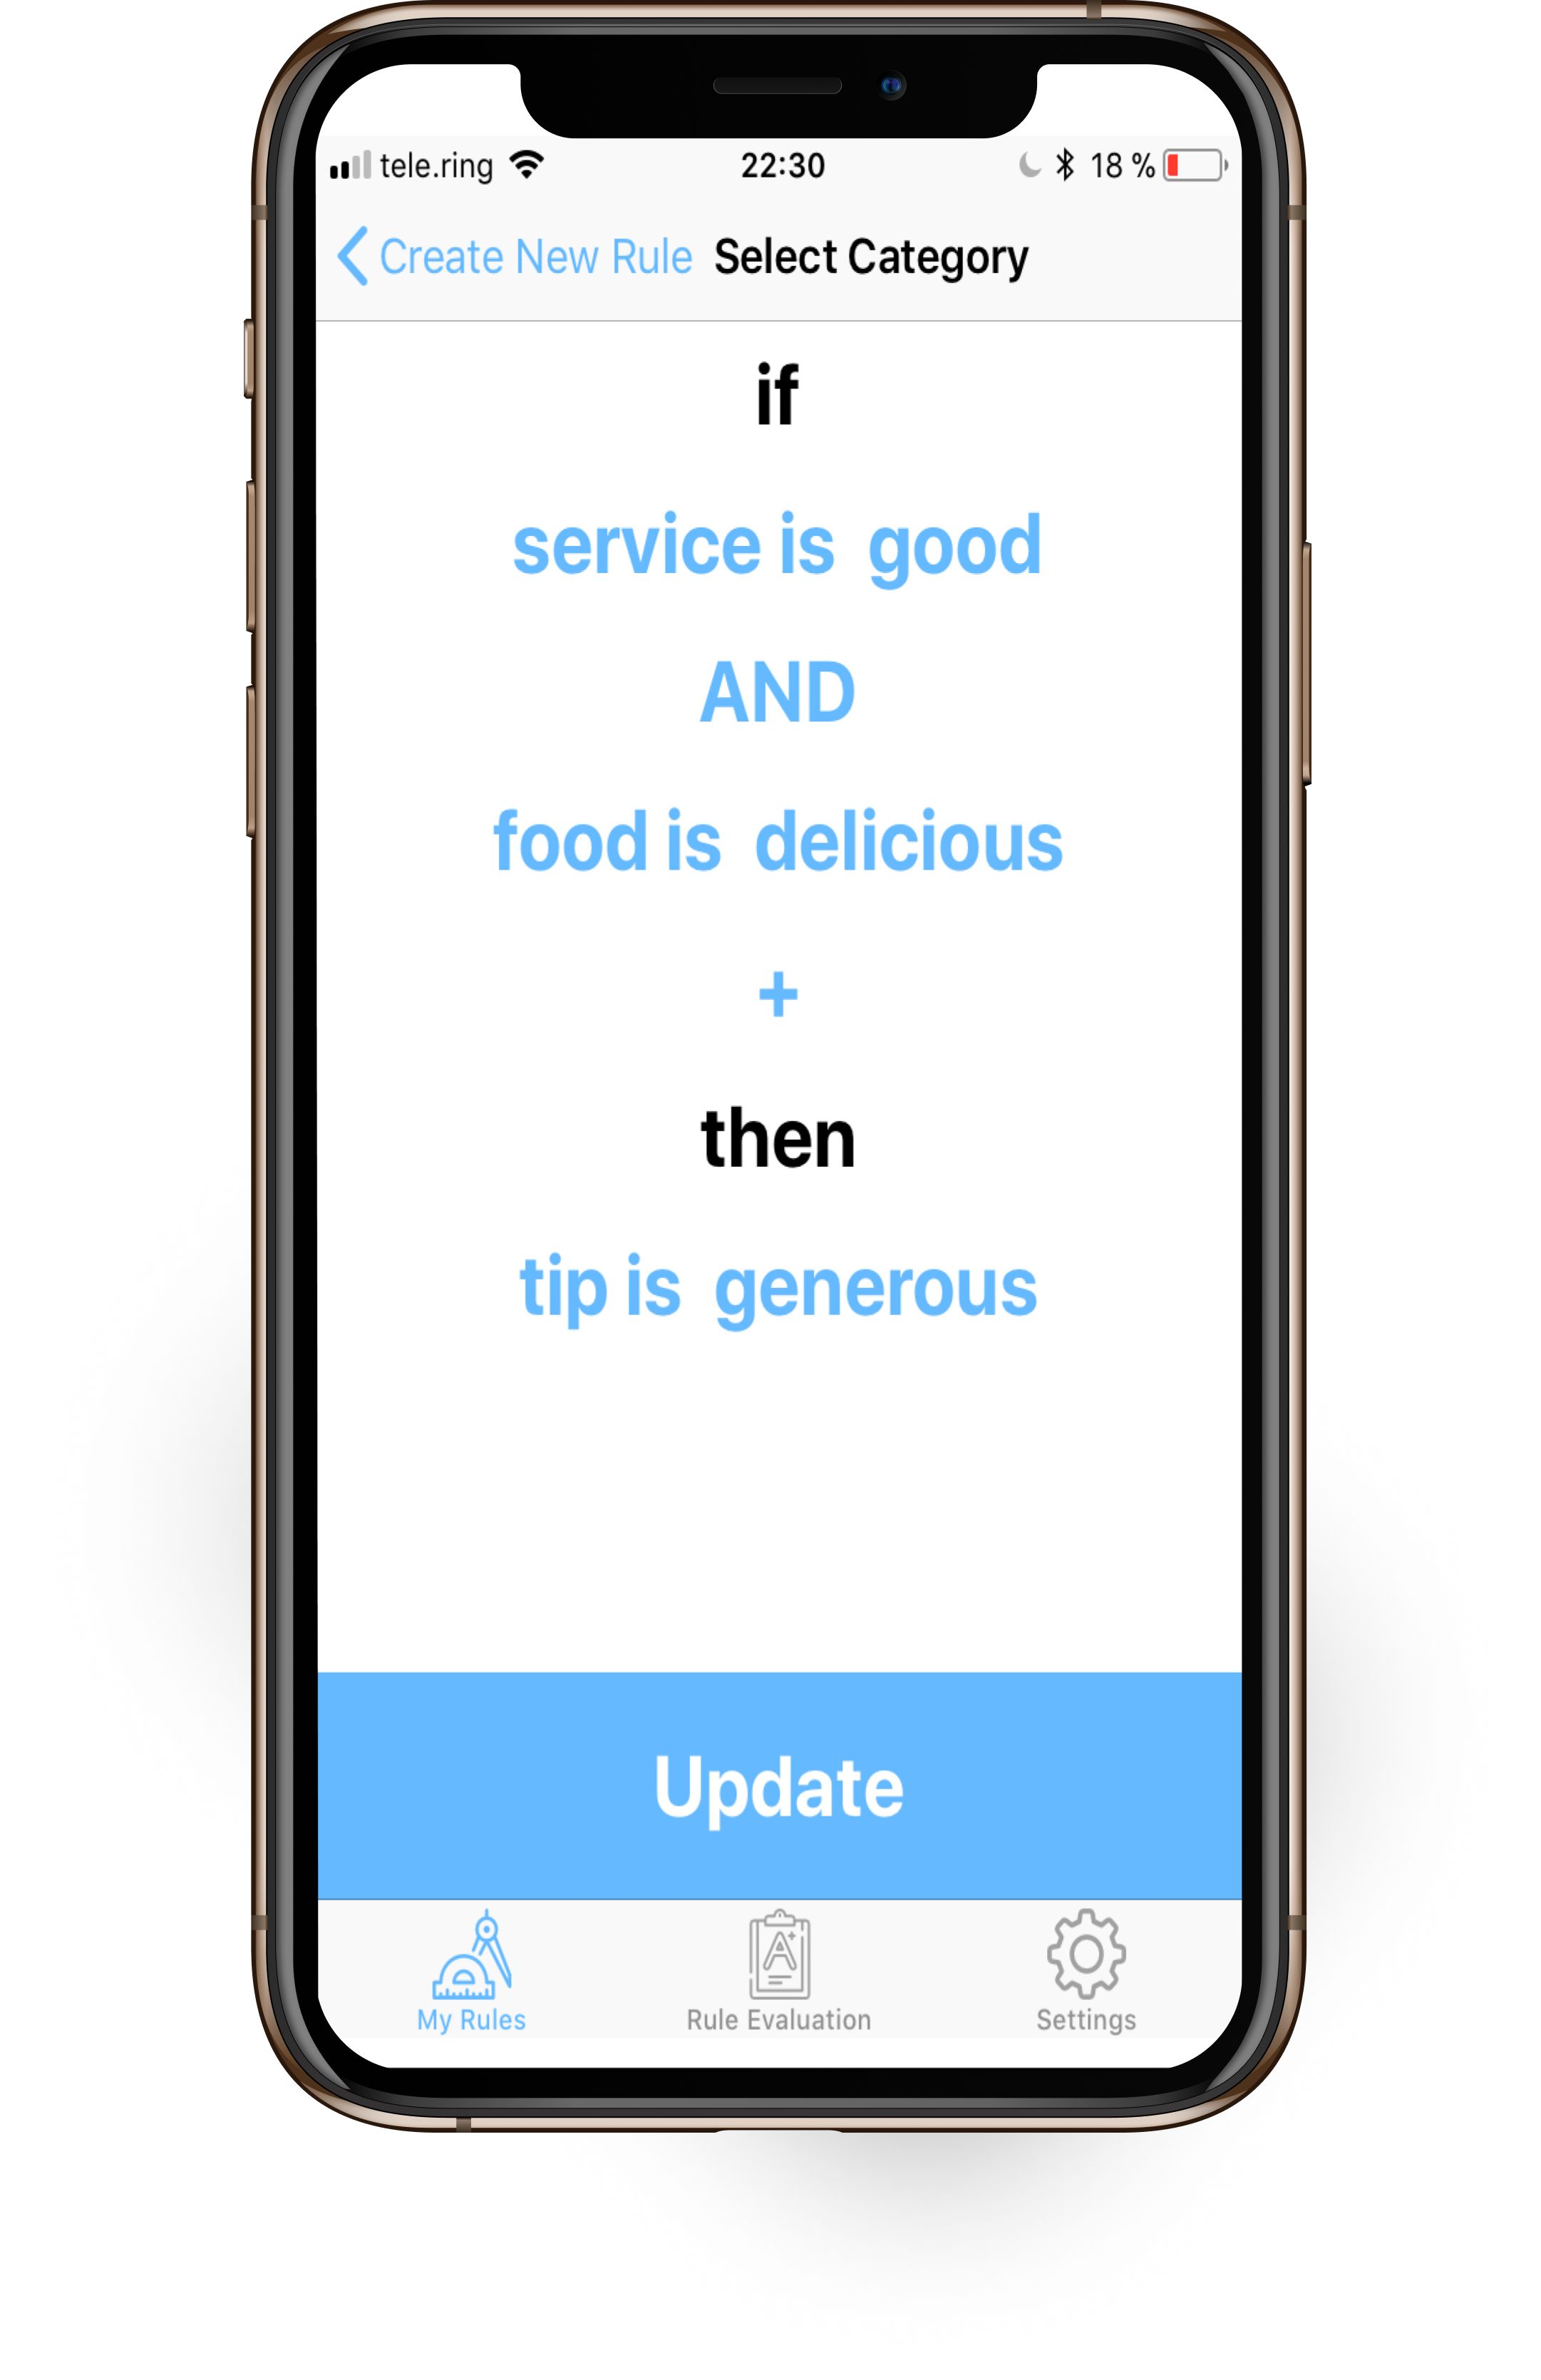 tele.ring 22:30 18 %
Create New Rule Select Category
if
service is good
AND
food is delicious
+
then
tip is generous
Update
My Rules Rule Evaluation Settings